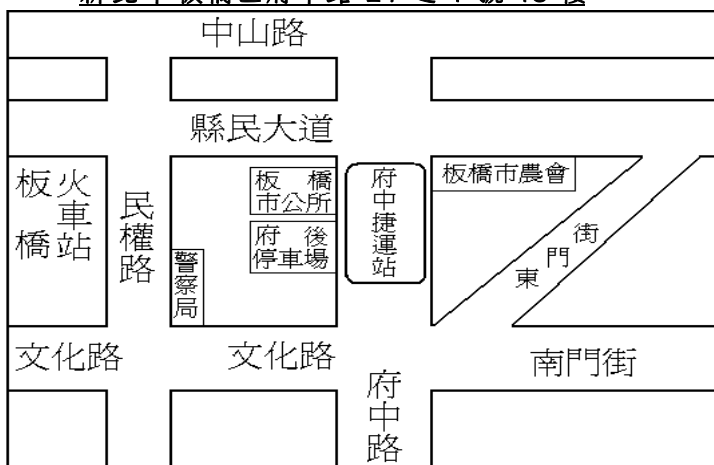 中山路
縣民大道
板橋火車站
民權路
板橋
市公所
府後
停車場
警察局
府中捷運站
板橋市農會
東門街
文化路
文化路
南門街
府中路